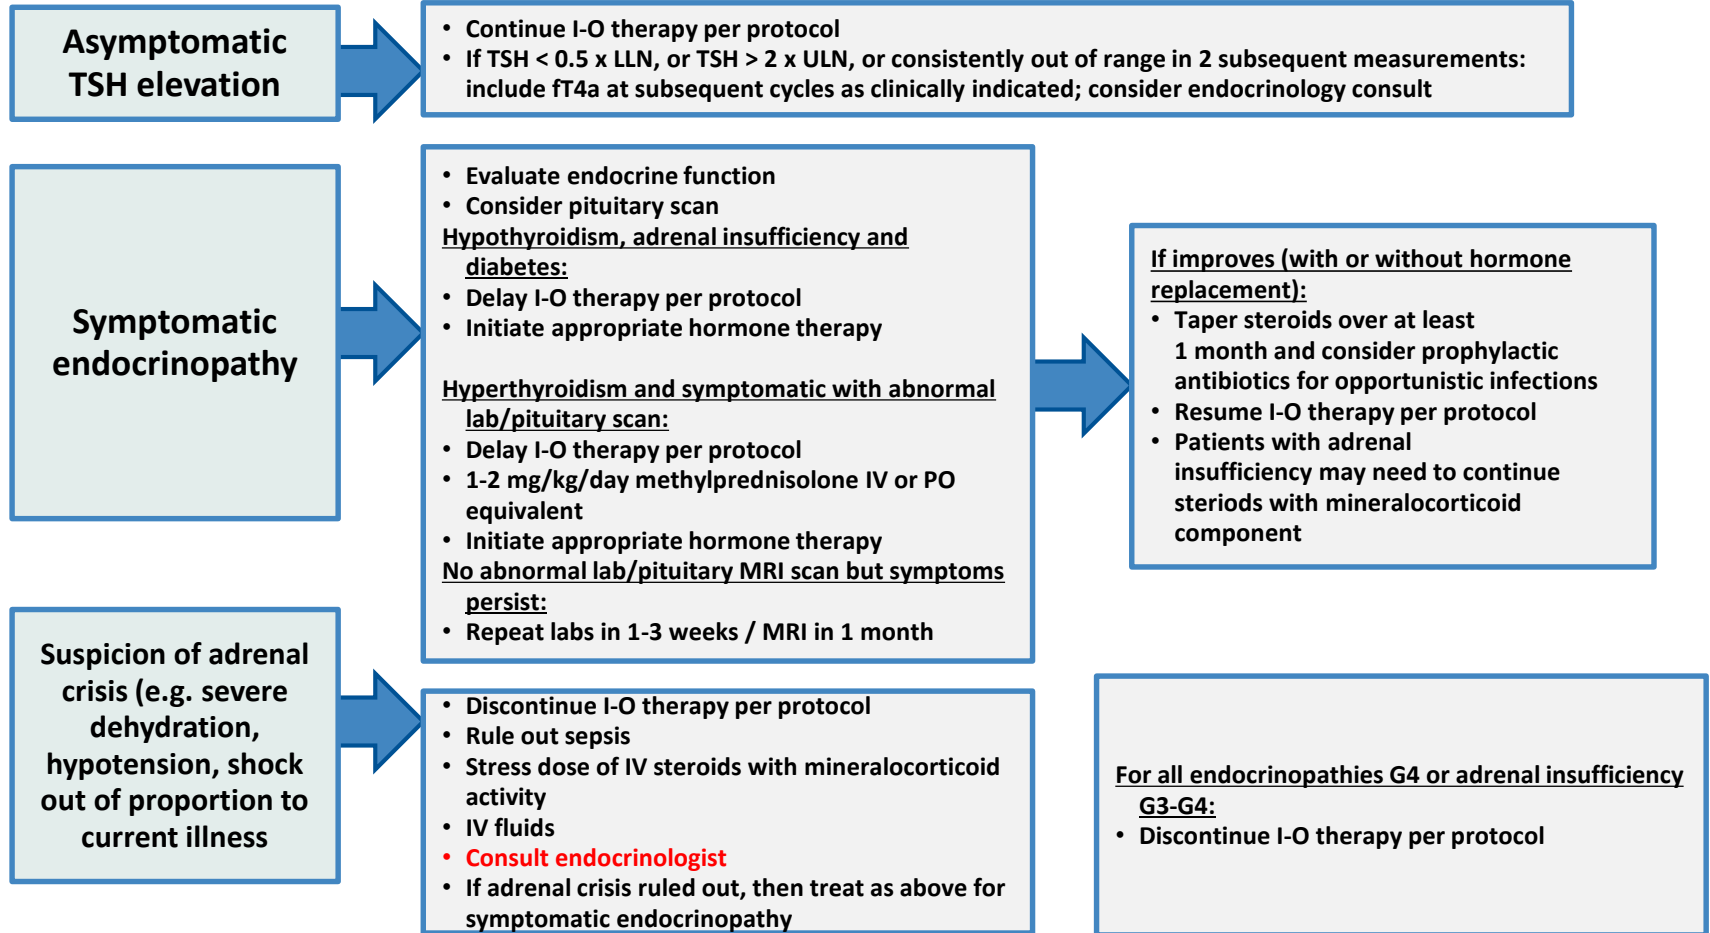 Asymptomatic
TSH elevation
• Continue I-O therapy per protocol
• If TSH < 0.5 x LLN, or TSH > 2 x ULN, or consistently out of range in 2 subsequent measurements:
include fT4a at subsequent cycles as clinically indicated; consider endocrinology consult
Symptomatic
endocrinopathy
• Evaluate endocrine function
• Consider pituitary scan
Hypothyroidism, adrenal insufficiency and
diabetes:
• Delay I-O therapy per protocol
• Initiate appropriate hormone therapy
Hyperthyroidism and symptomatic with abnormal
lab/pituitary scan:
• Delay I-O therapy per protocol
• 1-2 mg/kg/day methylprednisolone IV or PO
equivalent
• Initiate appropriate hormone therapy
No abnormal lab/pituitary MRI scan but symptoms
persist:
• Repeat labs in 1-3 weeks / MRI in 1 month
If improves (with or without hormone
replacement):
• Taper steroids over at least
1 month and consider prophylactic
antibiotics for opportunistic infections
• Resume I-O therapy per protocol
• Patients with adrenal
insufficiency may need to continue
steriods with mineralocorticoid
component
Suspicion of adrenal
crisis (e.g. severe
dehydration,
hypotension, shock
out of proportion to
current illness
• Discontinue I-O therapy per protocol
• Rule out sepsis
• Stress dose of IV steroids with mineralocorticoid
activity
• IV fluids
• Consult endocrinologist
• If adrenal crisis ruled out, then treat as above for
symptomatic endocrinopathy
For all endocrinopathies G4 or adrenal insufficiency
G3-G4:
• Discontinue I-O therapy per protocol